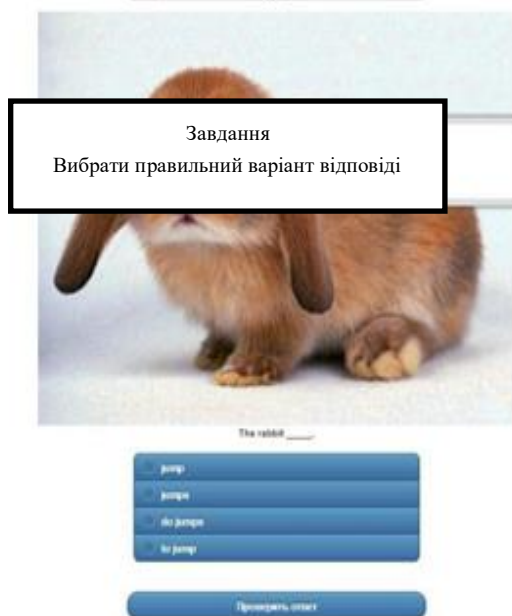 Завдання
Вибрати правильний варіант відповіді
The rabbit _____.
jump
jumps
do jumps
to jump
Проверить ответ